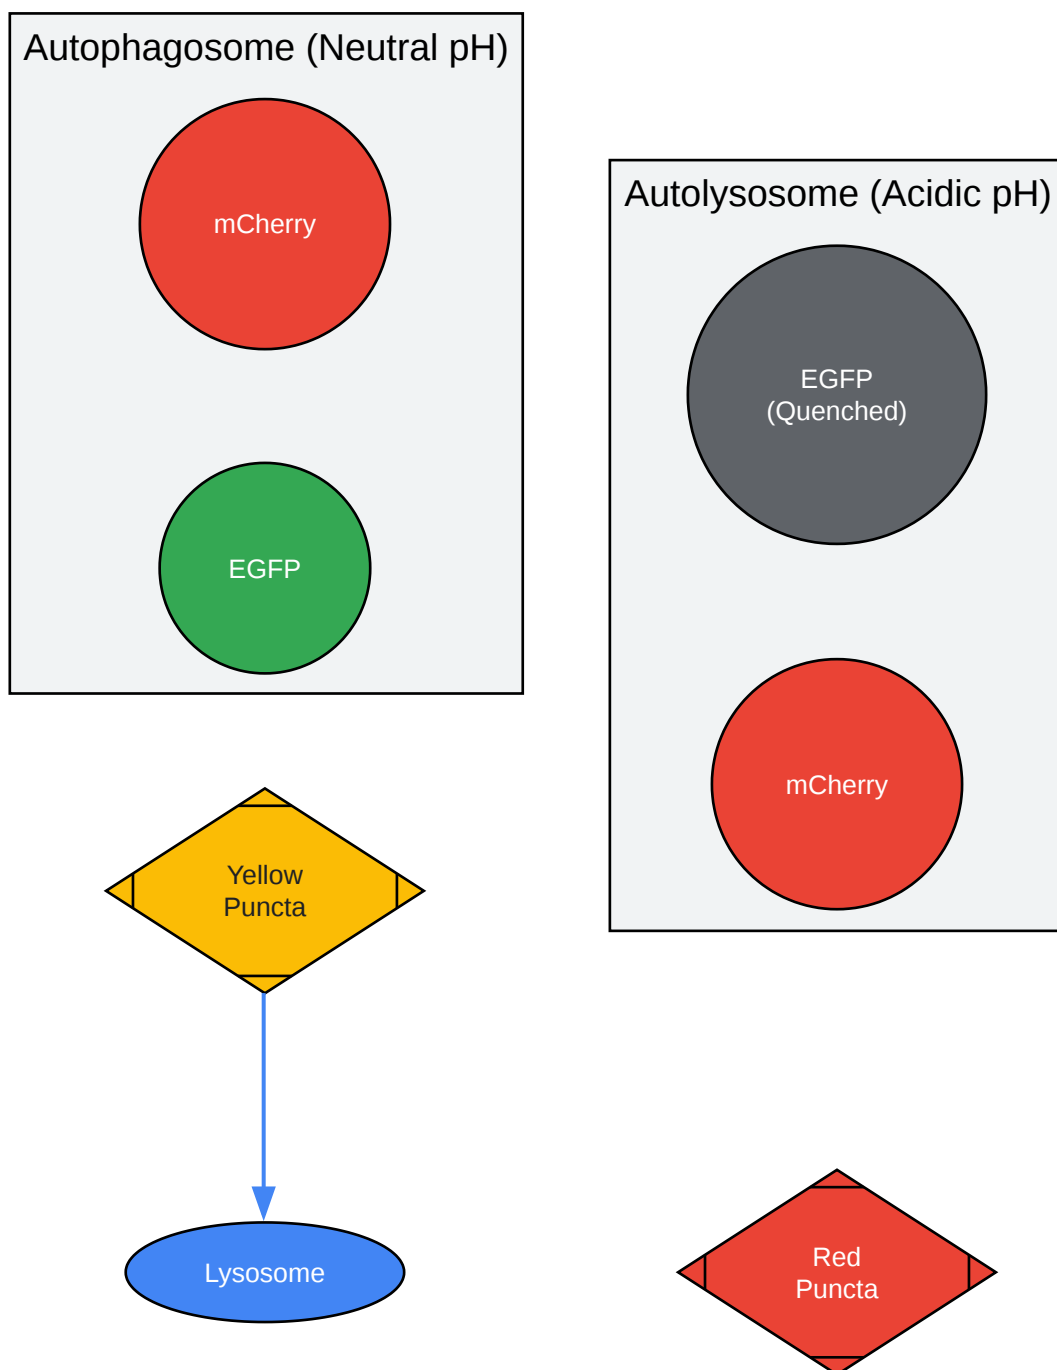 Autophagosome (Neutral pH)
mCherry
EGFP
Yellow
Puncta
Lysosome
Autolysosome (Acidic pH)
EGFP
(Quenched)
mCherry
Red
Puncta